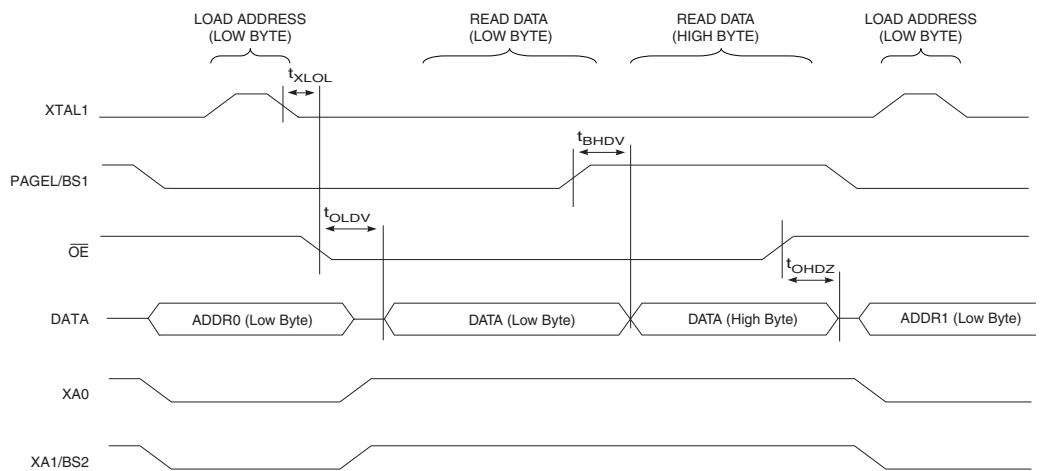 LOAD ADDRESS
(LOW BYTE)
READ DATA
(LOW BYTE)
READ DATA
(HIGH BYTE)
LOAD ADDRESS
(LOW BYTE)
tXLOL
XTAL1
tBHDV
PAGEL/BS1
tOLDV
OE
tOHDZ
DATA
ADDR0 (Low Byte)
DATA (Low Byte)
DATA (High Byte)
ADDR1 (Low Byte)
XA0
XA1/BS2